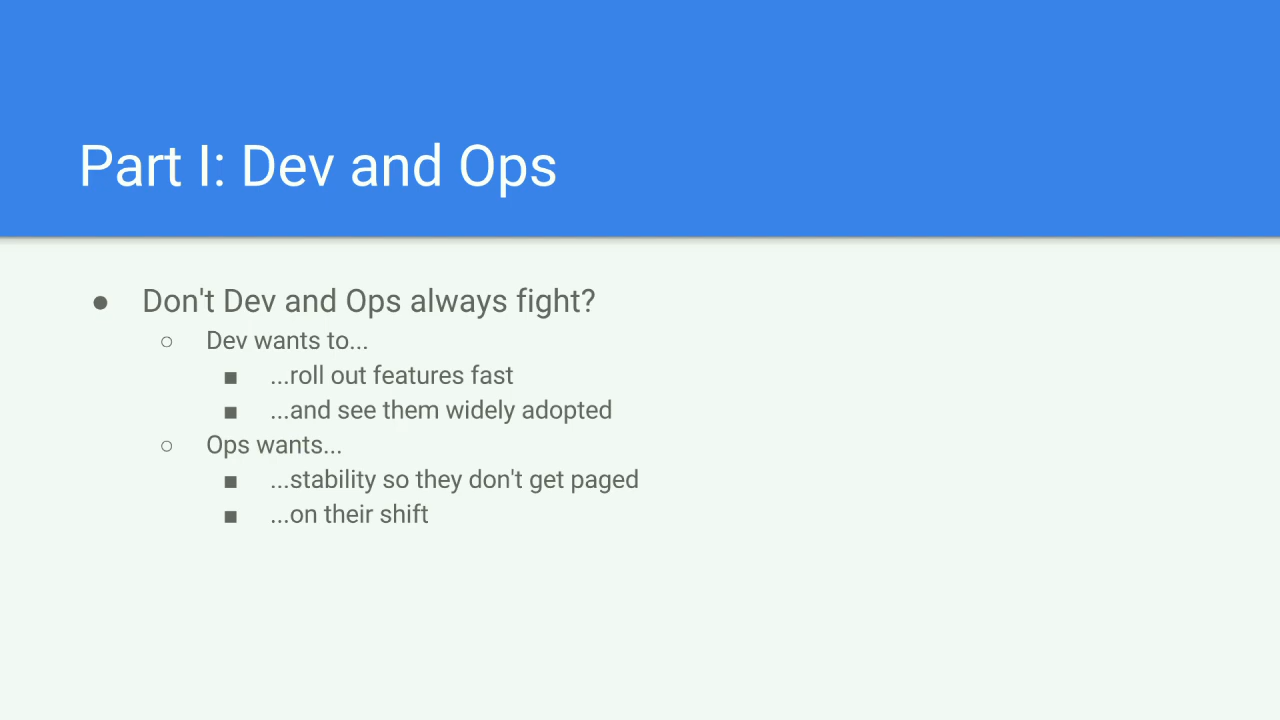 Part I: Dev and Ops
● Don't Dev and Ops always fight?
○ Dev wants to...
■ ...roll out features fast
■ ...and see them widely adopted
○ Ops wants...
■ ...stability so they don't get paged
■ ...on their shift